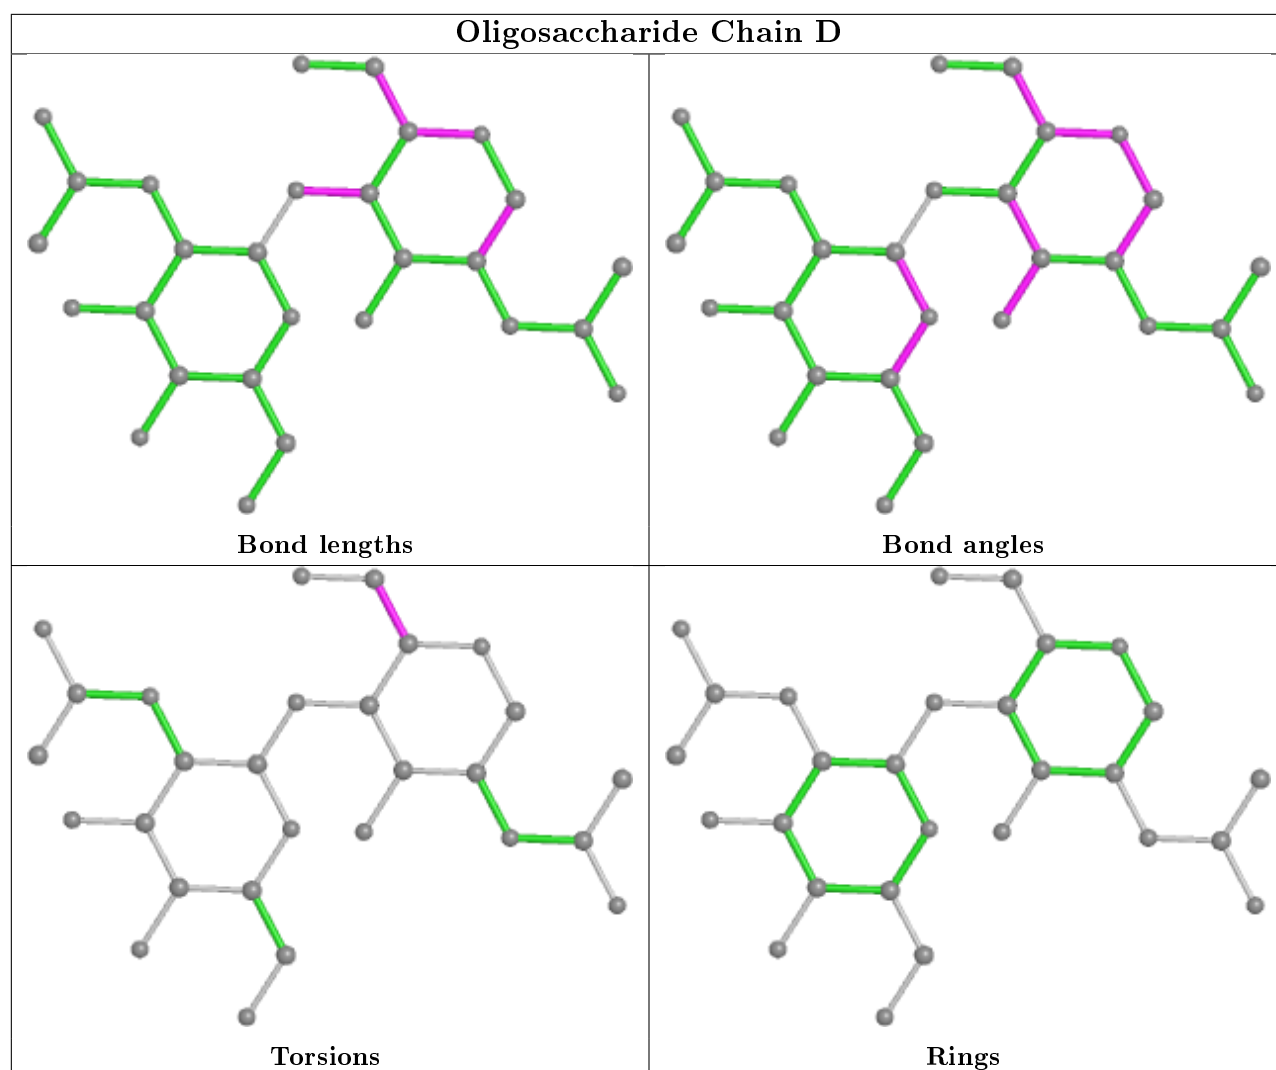 Oligosaccharide Chain D
Bond lengths
Bond angles
Torsions
Rings